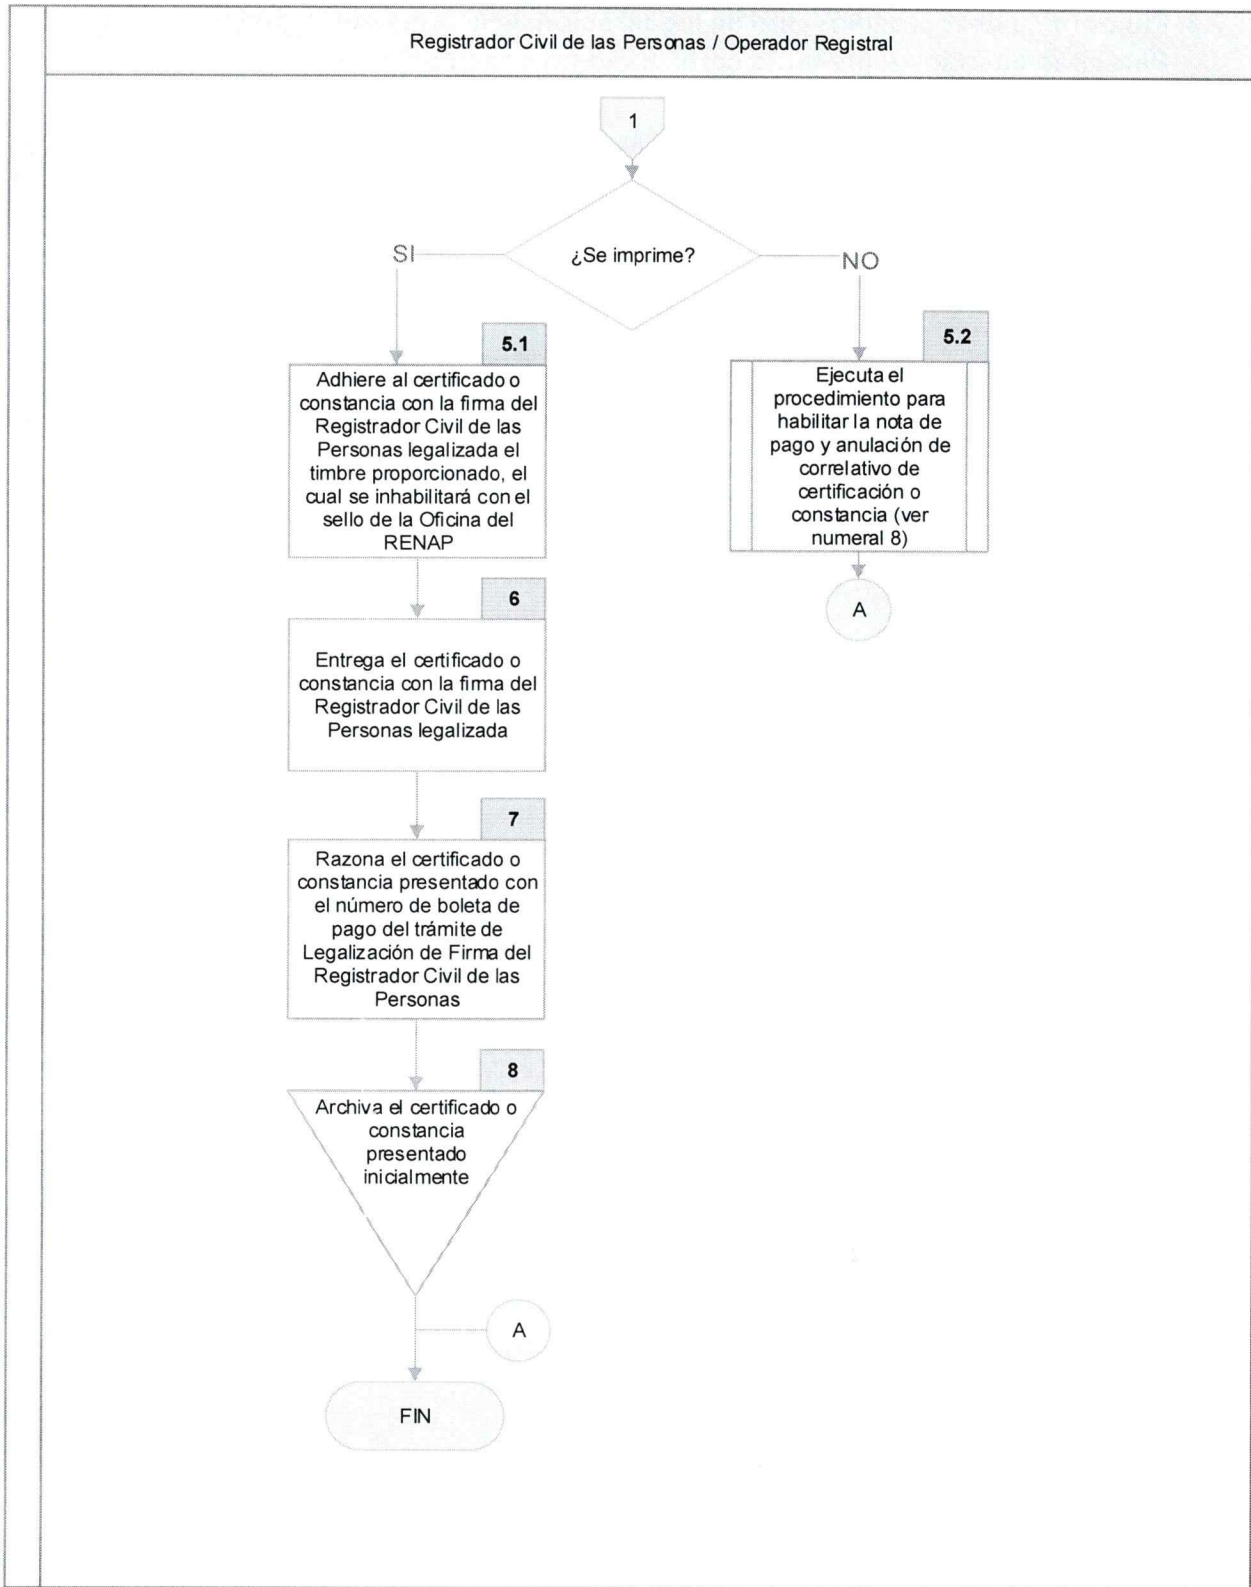 Registrador Civil de las Personas / Operador Registral
1
¿Se imprime?
SI
NO
5.1
Adhiere al certificado o
constancia con la firma del
Registrador Civil de las
Personas legalizada el
timbre proporcionado, el
cual se inhabilitará con el
sello de la Oficina del
RENAP
5.2
Ejecuta el
procedimiento para
habilitar la nota de
pago y anulación de
correlativo de
certificación o
constancia (ver
numeral 8)
A
6
Entrega el certificado o
constancia con la firma del
Registrador Civil de las
Personas legalizada
7
Razona el certificado o
constancia presentado con
el número de boleta de
pago del trámite de
Legalización de Firma del
Registrador Civil de las
Personas
8
Archiva el certificado o
constancia
presentado
inicialmente
A
FIN